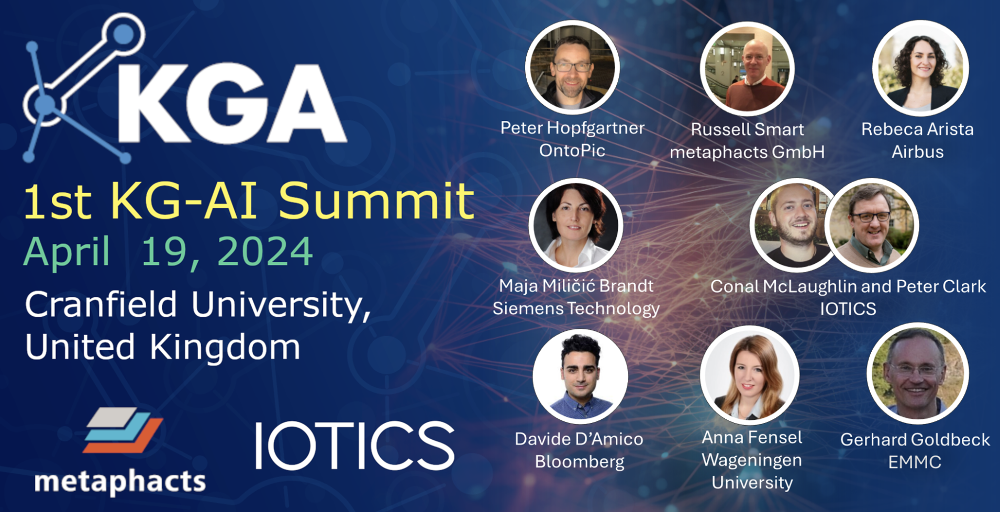 KGA
1st KG-AI Summit
April 19, 2024
Cranfield University,
United Kingdom
metaphacts
IOTICS
Peter Hopfgartner
OntoPic
Russell Smart
metaphacts GmbH
Rebeca Arista
Airbus
Maja Miličić Brandt
Siemens Technology
Conal McLaughlin and Peter Clark
IOTICS
Davide D’Amico
Bloomberg
Anna Fensel
Wageningen
University
Gerhard Goldbeck
EMMC